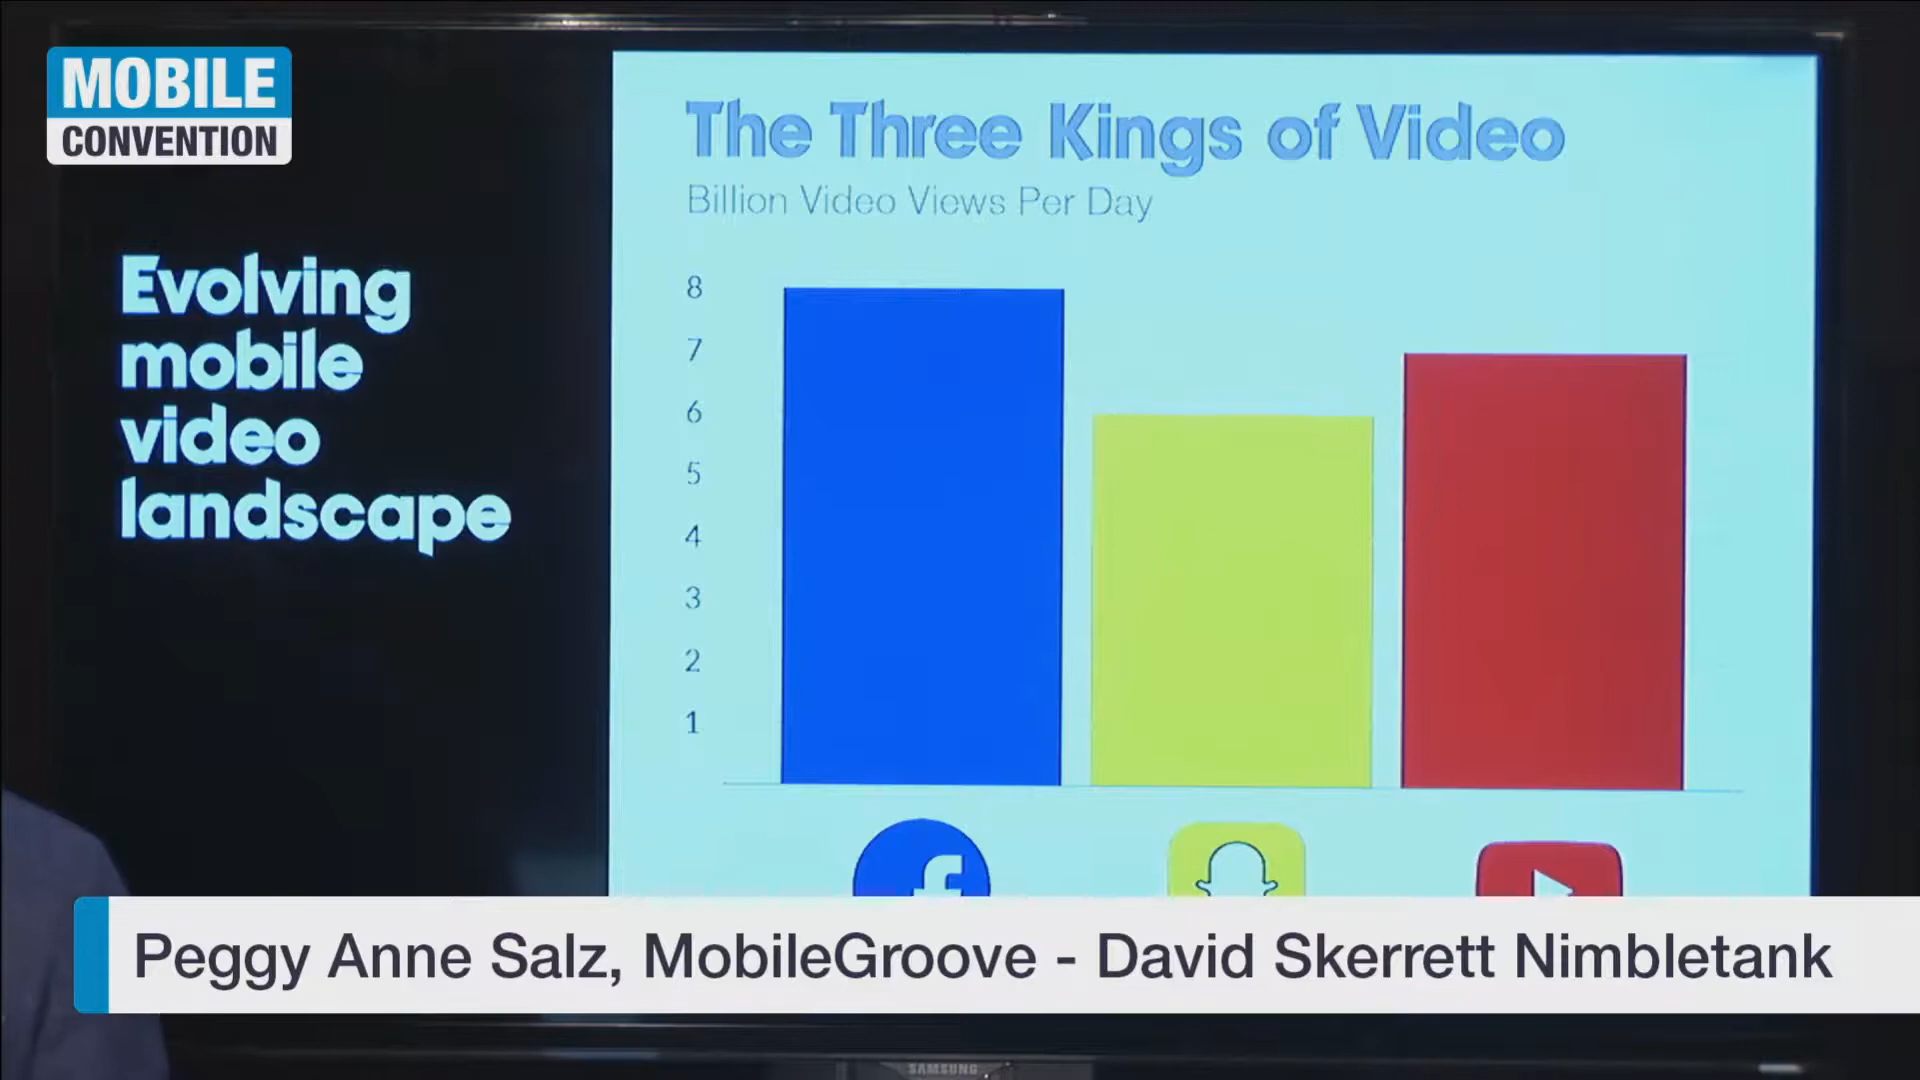 MOBILE
CONVENTION
Evolving
mobile
video
landscape
The Three Kings of Video
Billion Video Views Per Day
8
7
6
5
4
3
2
1
Peggy Anne Salz, MobileGroove - David Skerrett Nimbletank
SAMSUNG